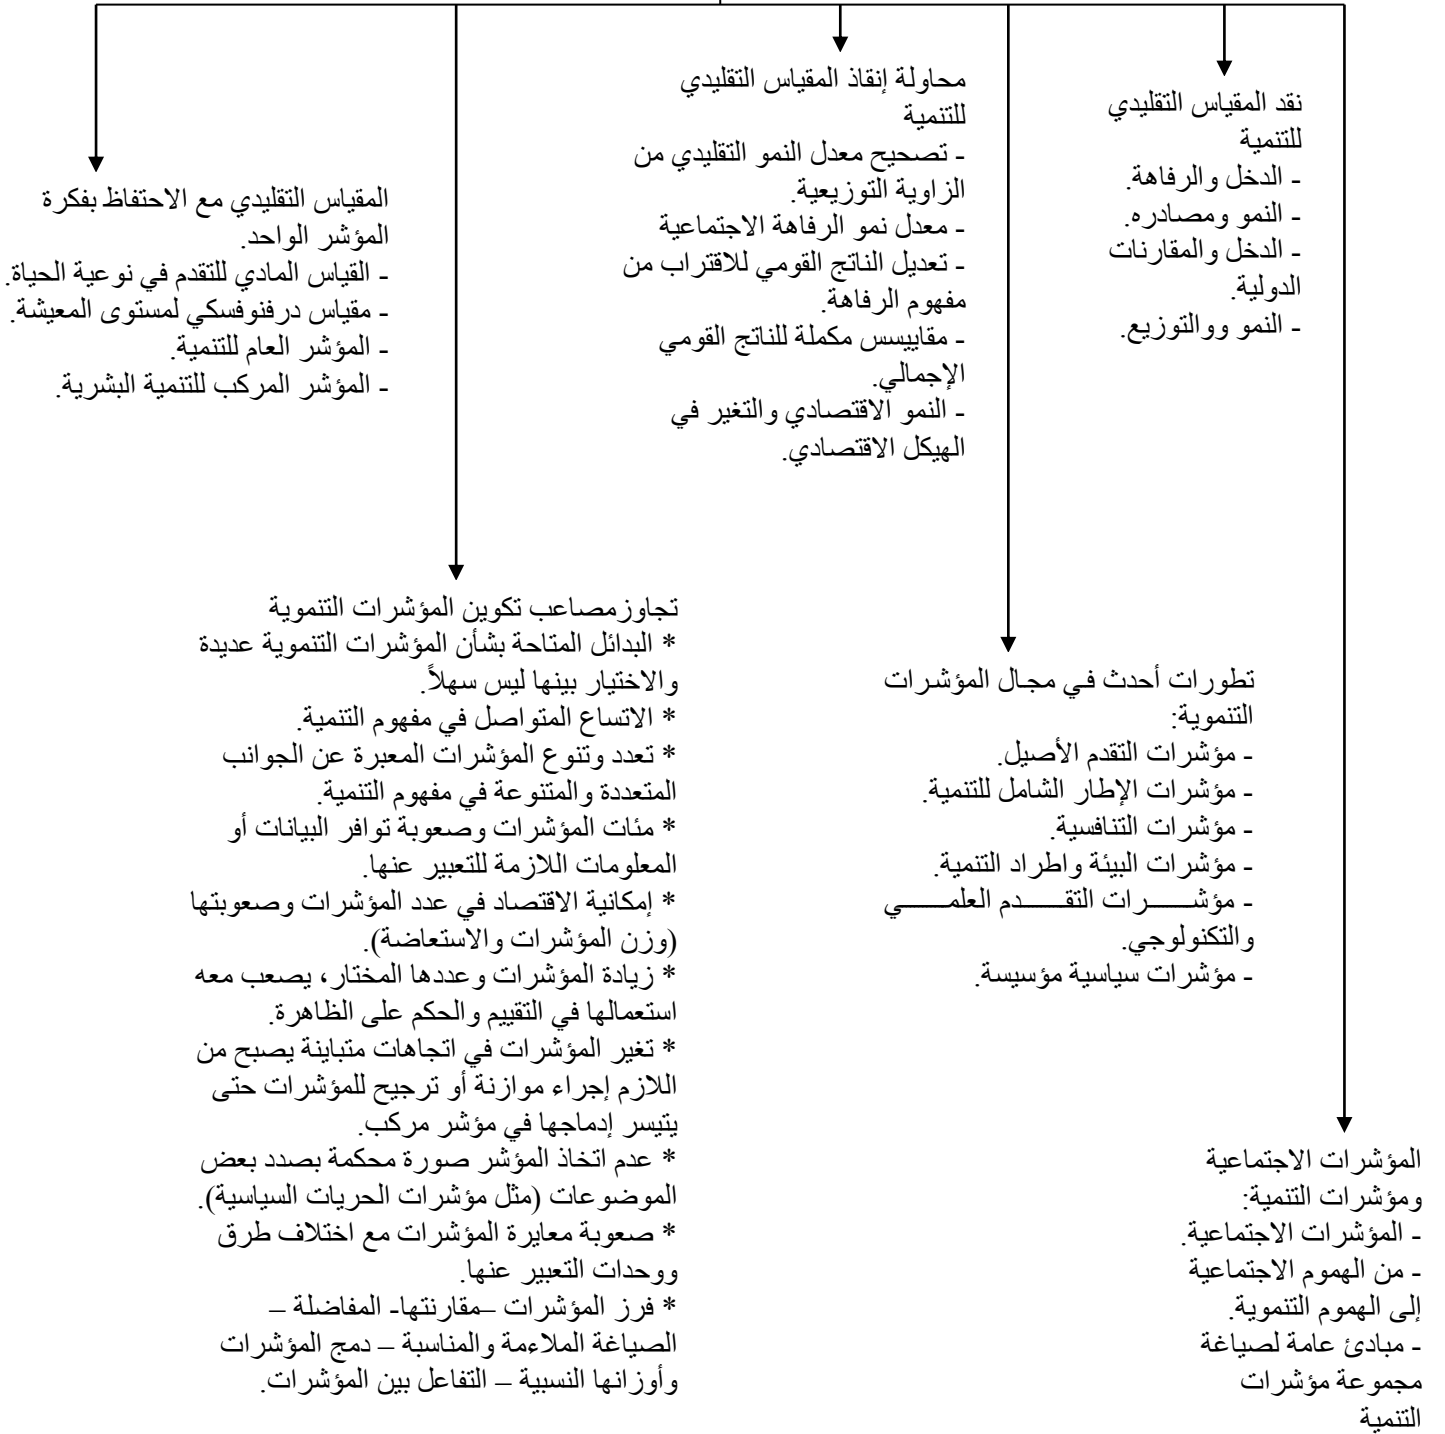 نقد المقياس التقليدي
للتنمية
- الدخل والرفاهة.
- النمو ومصادره.
- الدخل والمقارنات
الدولية.
- النمو ووالتوزيع.
محاولة إنقاذ المقياس التقليدي
للتنمية
- تصحيح معدل النمو التقليدي من
الزاوية التوزيعية.
- معدل نمو الرفاهة الاجتماعية
- تعديل الناتج القومي للاقتراب من
مفهوم الرفاهة.
- مقاييسس مكملة للناتج القومي
الإجمالي.
- النمو الاقتصادي والتغير في
الهيكل الاقتصادي.
المقياس التقليدي مع الاحتفاظ بفكرة
المؤشر الواحد.
- القياس المادي للتقدم في نوعية الحياة.
- مقياس درفنوفسكي لمستوى المعيشة.
- المؤشر العام للتنمية.
- المؤشر المركب للتنمية البشرية.
المؤشرات الاجتماعية
ومؤشرات التنمية:
- المؤشرات الاجتماعية.
- من الهموم الاجتماعية
إلى الهموم التنموية.
- مبادئ عامة لصياغة
مجموعة مؤشرات
التنمية
تطورات أحدث في مجال المؤشرات
التنموية:
- مؤشرات التقدم الأصيل.
- مؤشرات الإطار الشامل للتنمية.
- مؤشرات التنافسية.
- مؤشرات البيئة واطراد التنمية.
- مؤشـــــرات التقـــــدم العلمـــــي
والتكنولوجي.
- مؤشرات سياسية مؤسيسة.
تجاوزمصاعب تكوين المؤشرات التنموية
* البدائل المتاحة بشأن المؤشرات التنموية عديدة
والاختيار بينها ليس سهلاً.
* الاتساع المتواصل في مفهوم التنمية.
* تعدد وتنوع المؤشرات المعبرة عن الجوانب
المتعددة والمتنوعة في مفهوم التنمية.
* مئات المؤشرات وصعوبة توافر البيانات أو
المعلومات اللازمة للتعبير عنها.
* إمكانية الاقتصاد في عدد المؤشرات وصعوبتها
(وزن المؤشرات والاستعاضة).
* زيادة المؤشرات وعددها المختار، يصعب معه
استعمالها في التقييم والحكم على الظاهرة.
* تغير المؤشرات في اتجاهات متباينة يصبح من
اللازم إجراء موازنة أو ترجيح للمؤشرات حتى
يتيسر إدماجها في مؤشر مركب.
* عدم اتخاذ المؤشر صورة محكمة بصدد بعض
الموضوعات (مثل مؤشرات الحريات السياسية).
* صعوبة معايرة المؤشرات مع اختلاف طرق
ووحدات التعبير عنها.
* فرز المؤشرات –مقارنتها- المفاضلة –
الصياغة الملاءمة والمناسبة – دمج المؤشرات
وأوزانها النسبية – التفاعل بين المؤشرات.